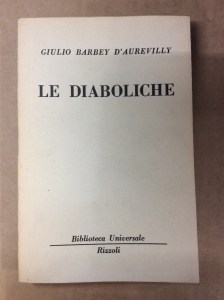 GIULIO BARBEY D'AUREVILLY
LE DIABOLICHE
Biblioteca Universale
Rizzoli